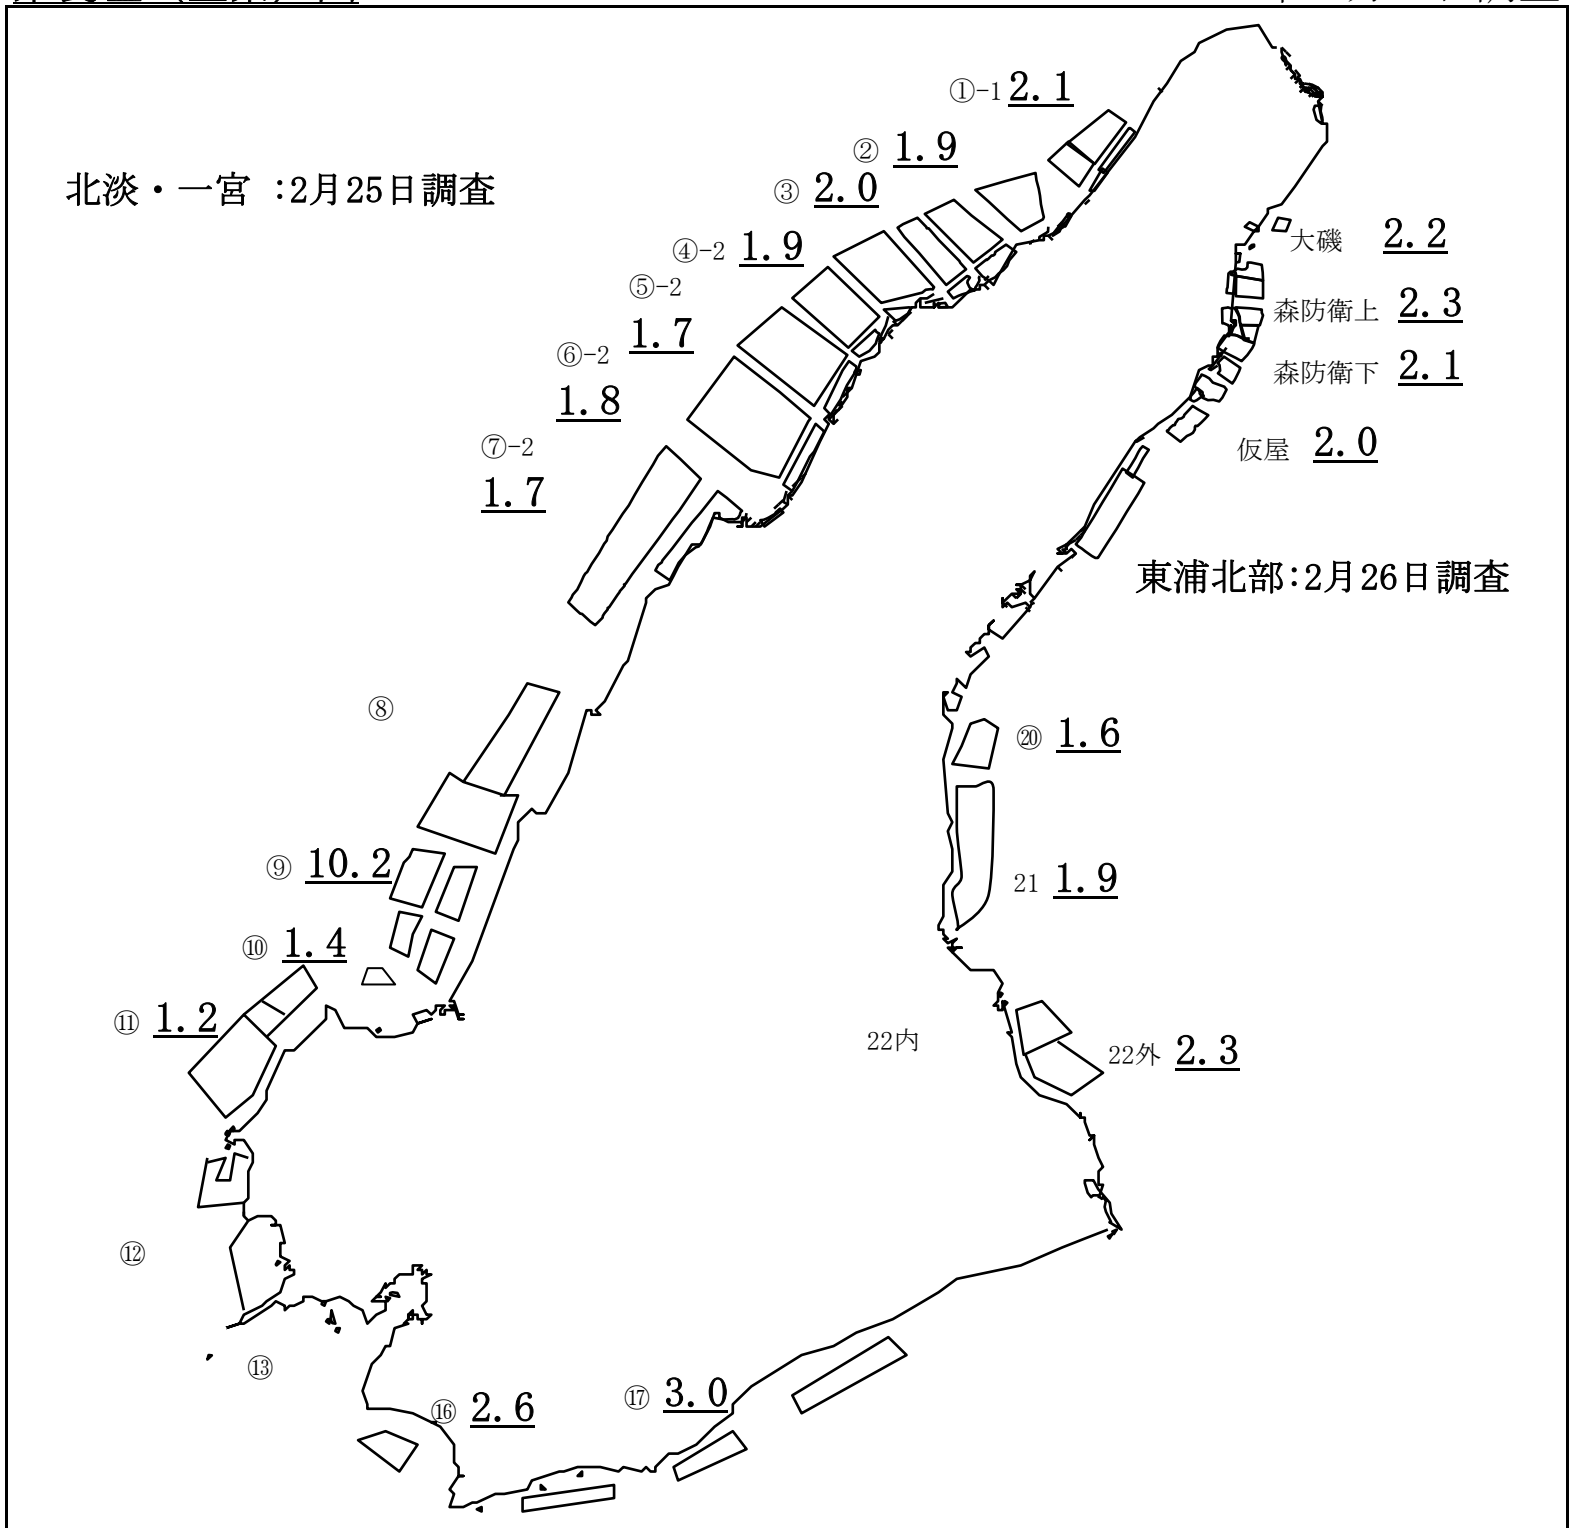 ①-1 2.1
② 1.9
北淡・一宮 :2月25日調査
③ 2.0
大磯 2.2
④-2 1.9
⑤-2
1.7
森防衛上 2.3
⑥-2
1.8
森防衛下 2.1
⑦-2
1.7
仮屋 2.0
東浦北部:2月26日調査
⑧
⑳ 1.6
⑨ 10.2
21 1.9
⑩ 1.4
⑪ 1.2
22内
22外 2.3
⑫
⑬
⑯ 2.6
⑰ 3.0